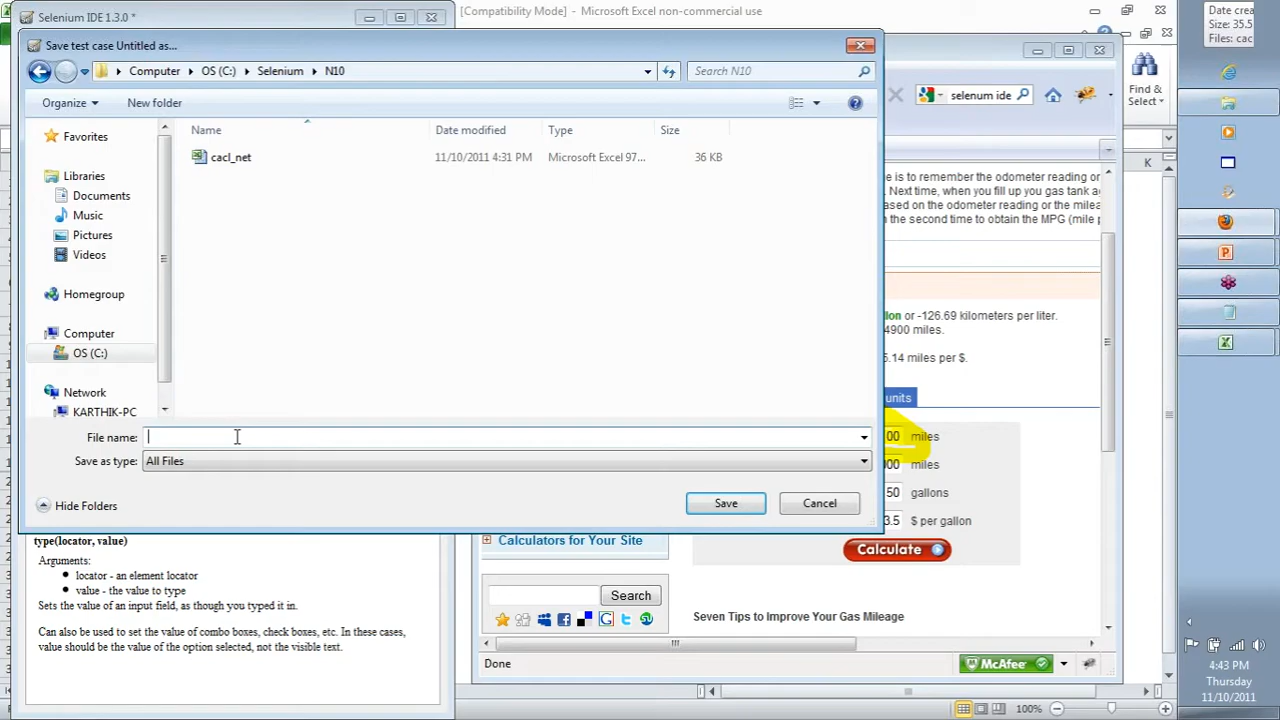 Selenium IDE 1.3.0 *
[Compatibility Mode] - Microsoft Excel non-commercial use
Date crea
Size: 35.5
Files: cac
Save test case Untitled as...
Computer
OS (C:)
Selenium
N10
Search N10
selenum ide
Find &
Select
Organize
New folder
Name
Date modified
Type
Size
cacl_net
11/10/2011 4:31 PM
Microsoft Excel 97...
36 KB
Favorites
Libraries
Documents
Music
Pictures
Videos
Homegroup
Computer
OS (C:)
Network
KARTHIK-PC
K
e is to remember the odometer reading or
. Next time, when you fill up you gas tank a
ased on the odometer reading or the milea
n the second time to obtain the MPG (mile p
lon or -126.69 kilometers per liter.
4900 miles.
5.14 miles per $.
units
00 miles
000 miles
50 gallons
3.5 $ per gallon
Calculate
File name:
Save as type:
All Files
Hide Folders
Save
Cancel
type(locator, value)
Arguments:
locator - an element locator
value - the value to type
Sets the value of an input field, as though you typed it in.
Can also be used to set the value of combo boxes, check boxes, etc. In these cases,
value should be the value of the option selected, not the visible text.
Calculators for Your Site
Search
Seven Tips to Improve Your Gas Mileage
Done
McAfee
100%
4:43 PM
Thursday
11/10/2011